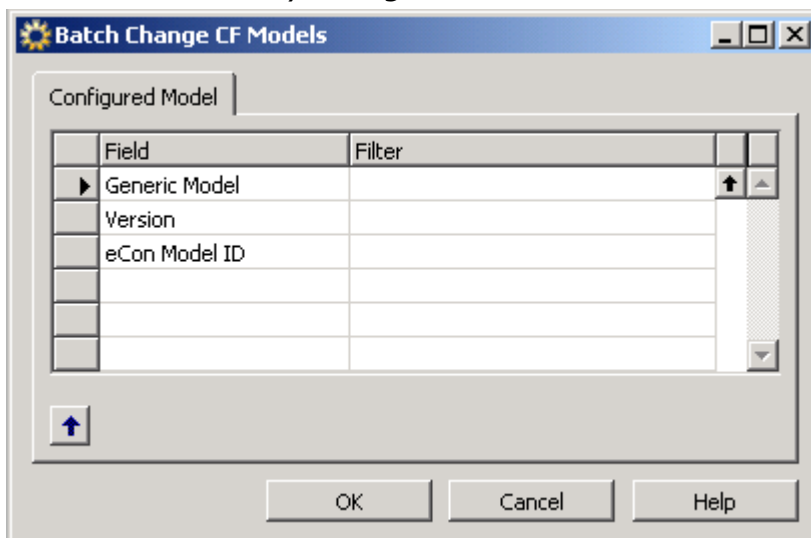 Batch Change CF Models
Configured Model
Field Filter
Generic Model
Version
eCon Model ID
OK Cancel Help